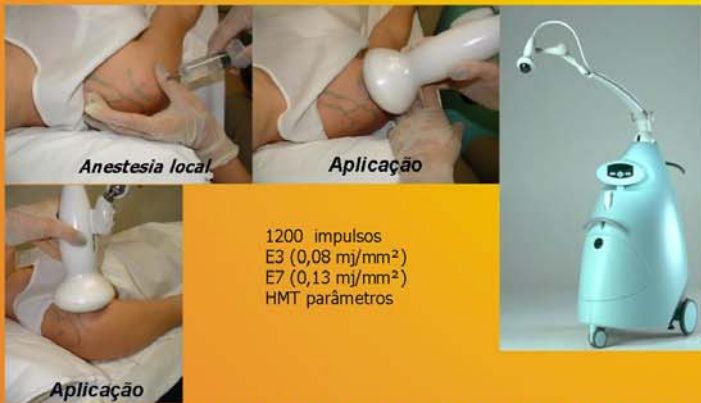 Anestesia local
Aplicação
Aplicação
1200 impulsos
E3 (0,08 mj/mm²)
E7 (0,13 mj/mm²)
HMT parâmetros